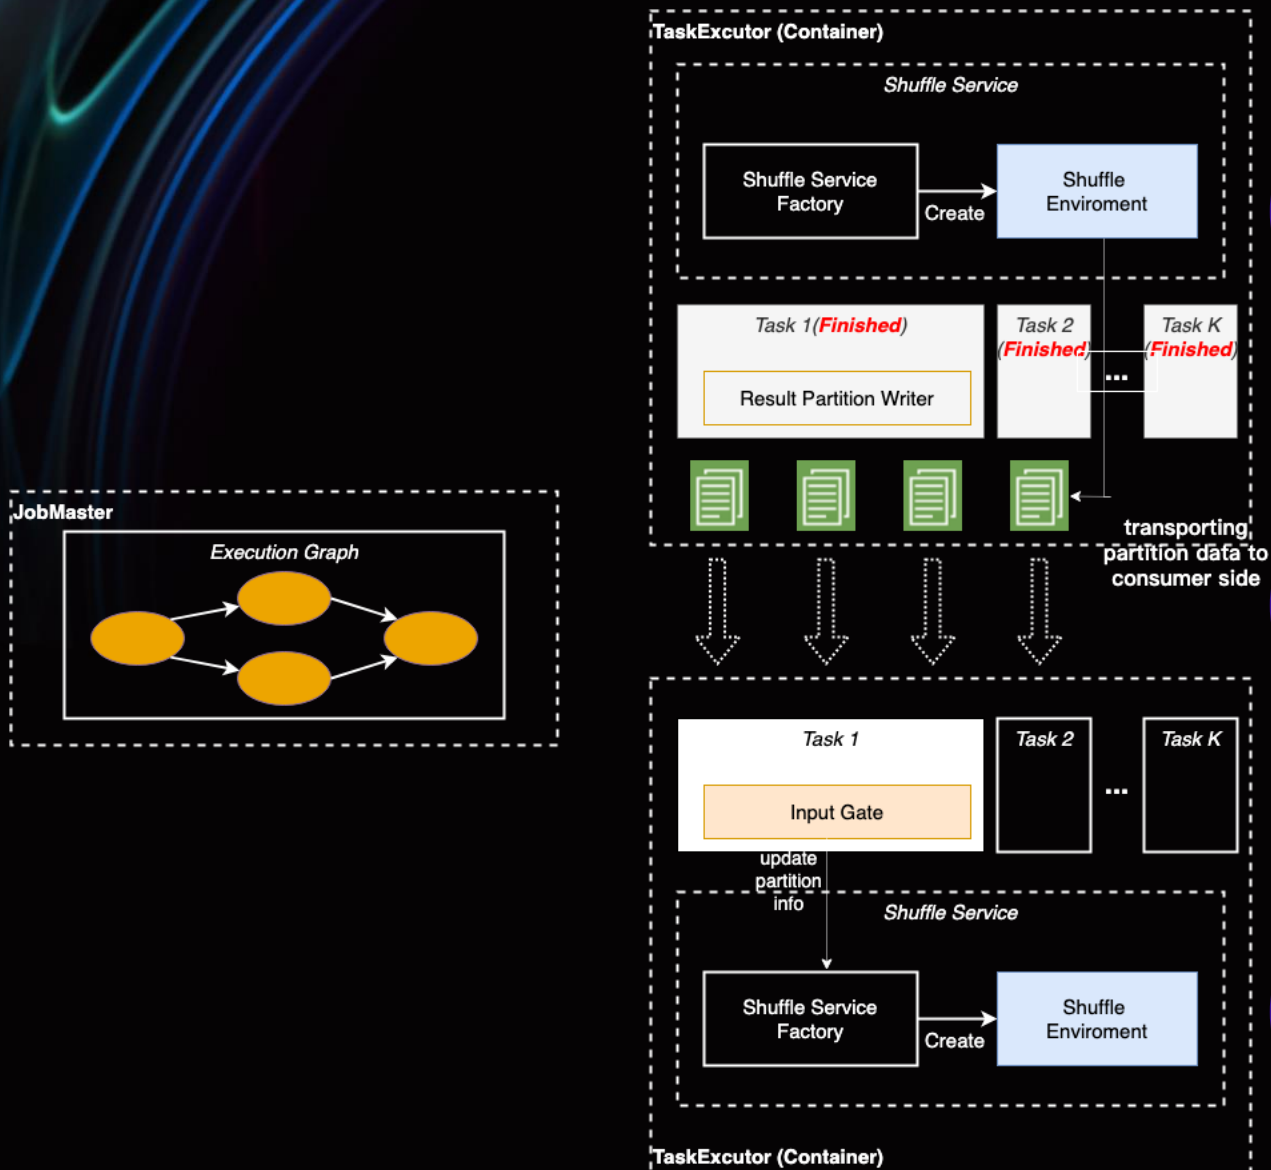 TaskExcutor (Container)
Shuffle Service
Shuffle Service
Factory
Create
Shuffle
Enviroment
Task 1(Finished)
Result Partition Writer
Task 2
(Finished)
...
Task K
(Finished)
transporting
partition data to
consumer side
JobMaster
Execution Graph
Task 1
Input Gate
Task 2
...
Task K
update
partition
info
Shuffle Service
Shuffle Service
Factory
Create
Shuffle
Enviroment
TaskExcutor (Container)